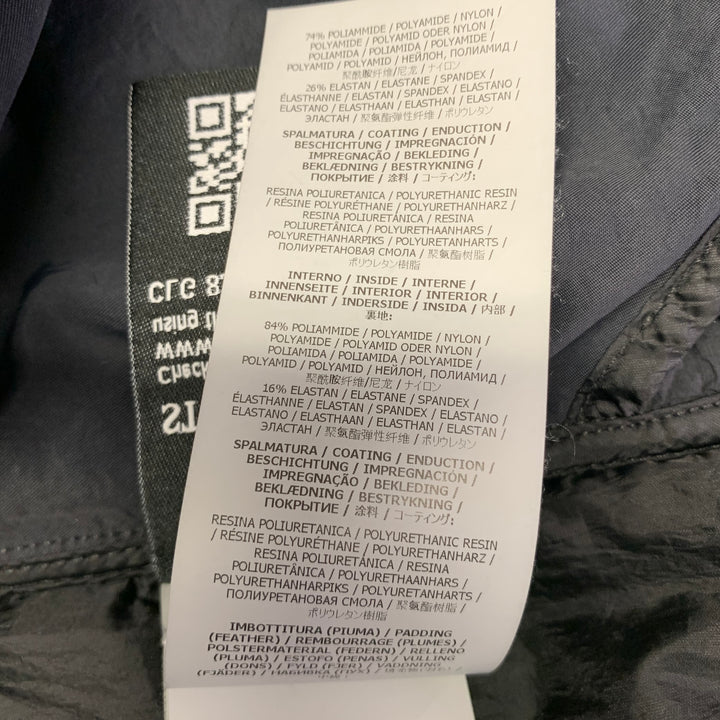 74% POLIAMMIDE / POLYAMIDE / NYLON /
POLYAMIDE / POLYAMID ODER NYLON /
POLIAMIDA / POLIAMIDA / POLYAMIDE /
POLYAMID / POLYAMID / НЕЙЛОН, ПОЛИАМИД /
聚酰胺纤维/尼龙 / ナイロン
26% ELASTAN / ELASTANE / SPANDEX /
ÉLASTHANNE / ELASTAN / SPANDEX / ELASTANO /
ELASTANO / ELASTHAAN / ELASTHAN / ELASTAN /
ЭЛАСТАН / 聚氨酯弹性纤维 / ポリウレタン
SPALMATURA / COATING / ENDUCTION /
BESCHICHTUNG / IMPREGNACIÓN /
IMPREGNAÇÃO / BEKLEDING /
BEKLÆDNING / BESTRYKNING /
ПОКРЫТИЕ / 涂料 / コーティング:
RESINA POLIURETANICA / POLYURETHANIC RESIN
/ RÉSINE POLYURÉTHANE / POLYURETHANHARZ /
RESINA POLIURETÁNICA / RESINA
POLIURETÂNICA / POLYURETHAANHARS /
POLYURETHANHARPIKS / POLYURETANHARTS /
ПОЛИУРЕТАНОВАЯ СМОЛА / 聚氨酯树脂 /
ポリウレタン樹脂
INTERNO / INSIDE / INTERNE /
INNENSEITE / INTERIOR / INTERIOR /
BINNENKANT / INDERSIDE / INSIDA / 内部 /
裏地:
84% POLIAMMIDE / POLYAMIDE / NYLON /
POLYAMIDE / POLYAMID ODER NYLON /
POLIAMIDA / POLIAMIDA / POLYAMIDE /
POLYAMID / POLYAMID / НЕЙЛОН, ПОЛИАМИД /
聚酰胺纤维/尼龙 / ナイロン
16% ELASTAN / ELASTANE / SPANDEX /
ÉLASTHANNE / ELASTAN / SPANDEX / ELASTANO /
ELASTANO / ELASTHAAN / ELASTHAN / ELASTAN /
ЭЛАСТАН / 聚氨酯弹性纤维 / ポリウレタン
SPALMATURA / COATING / ENDUCTION /
BESCHICHTUNG / IMPREGNACIÓN /
IMPREGNAÇÃO / BEKLEDING /
BEKLÆDNING / BESTRYKNING /
ПОКРЫТИЕ / 涂料 / コーティング:
RESINA POLIURETANICA / POLYURETHANIC RESIN
/ RÉSINE POLYURÉTHANE / POLYURETHANHARZ /
RESINA POLIURETÁNICA / RESINA
POLIURETÂNICA / POLYURETHAANHARS /
POLYURETHANHARPIKS / POLYURETANHARTS /
ПОЛИУРЕТАНОВАЯ СМОЛА / 聚氨酯树脂 /
ポリウレタン樹脂
IMBOTTITURA (PIUMA) / PADDING
(FEATHER) / REMBOURRAGE (PLUMES) /
POLSTERMATERIAL (FEDERN) / RELLENO
(PLUMA) / ESTOFO (PENAS) / VULLING
(DONS) / FYLD (FJER) / VADDNING
(FJÄDER) / НАБИВКА (ПУХ) /
CLG
www
Check